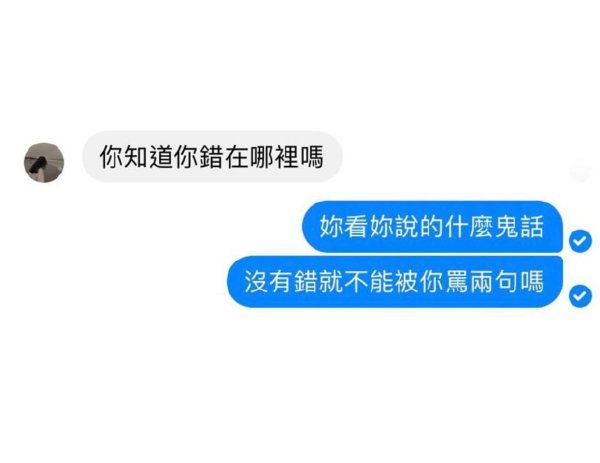 你知道你錯在哪裡嗎
妳看妳說的什麼鬼話
沒有錯就不能被你罵兩句嗎